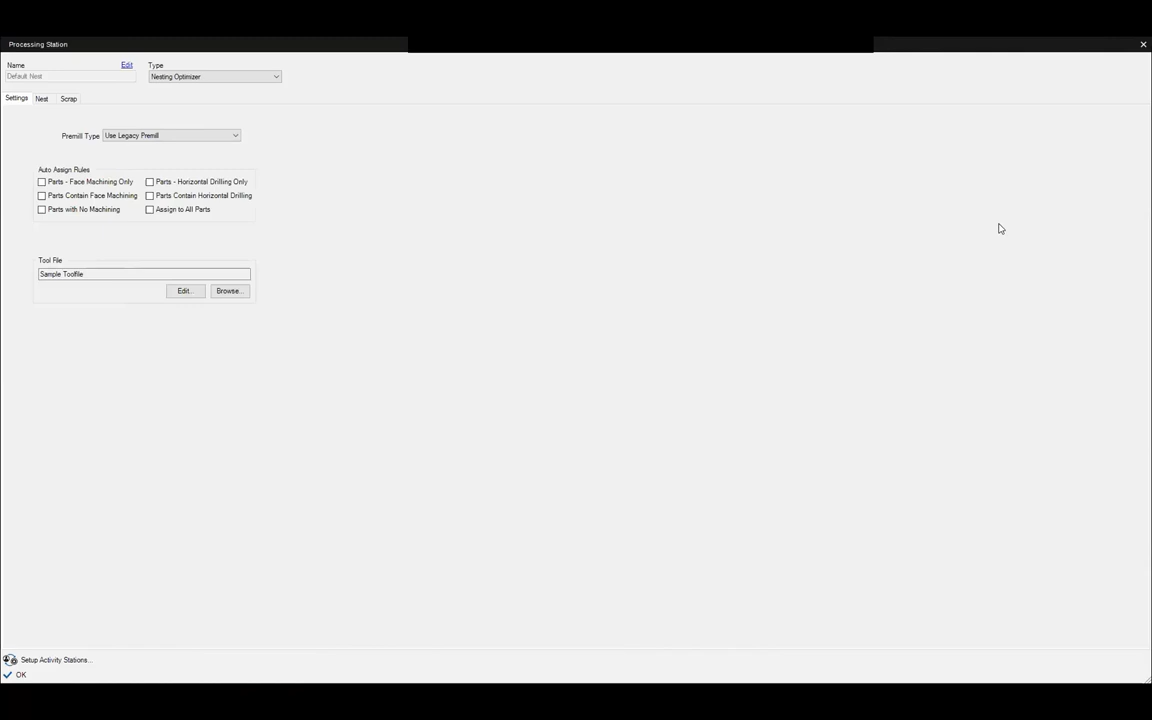 Processing Station
Name Edit Type
Default Nest Nesting Optimizer
Settings Nest Scrap
Premill Type Use Legacy Premill
Auto Assign Rules
Parts - Face Machining Only Parts - Horizontal Drilling Only
Parts Contain Face Machining Parts Contain Horizontal Drilling
Parts with No Machining Assign to All Parts
Tool File
Sample Toolfile
Edit... Browse...
Setup Activity Stations...
OK